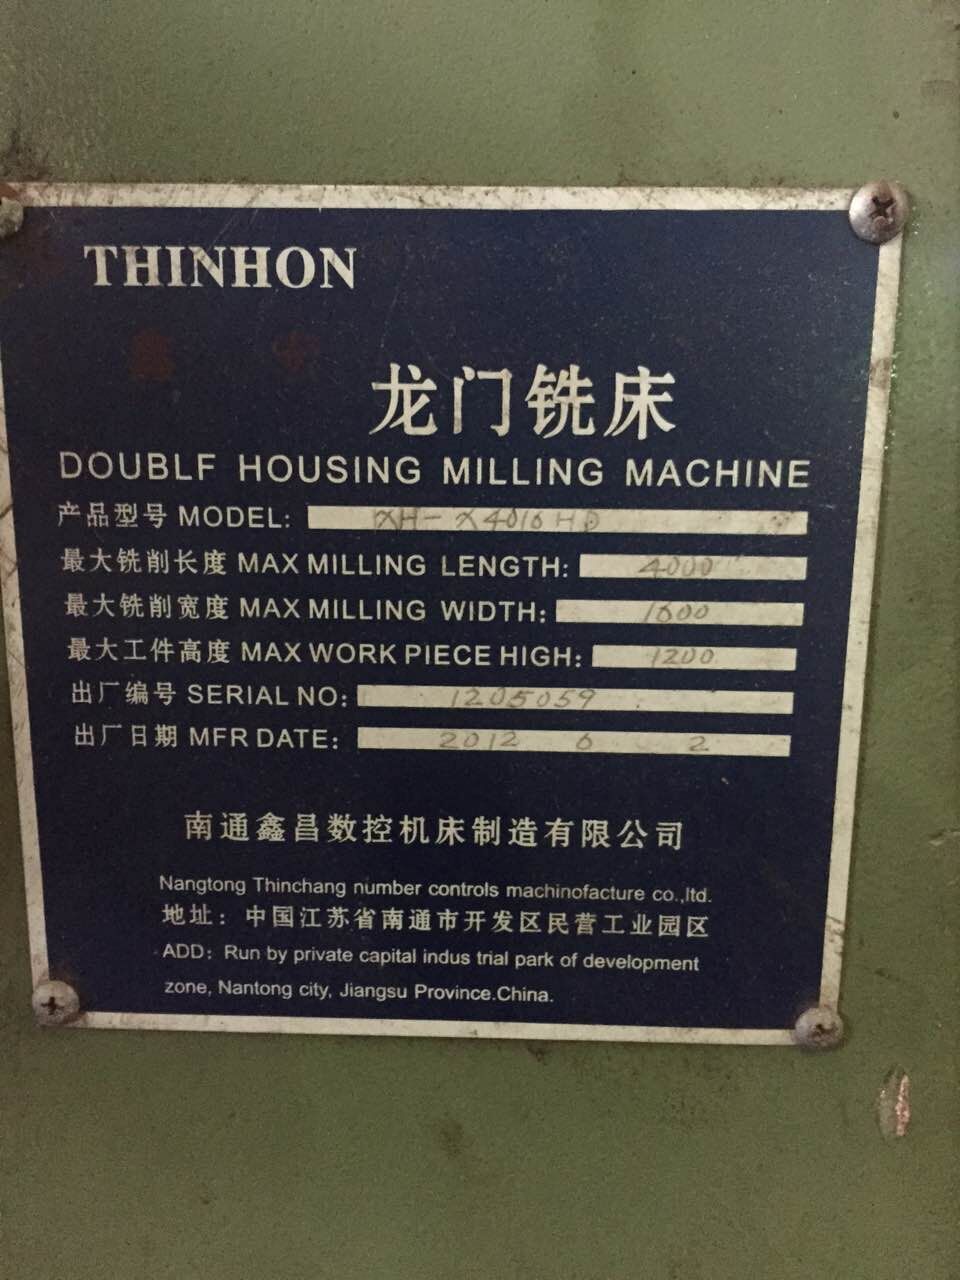 THINHON
龙门铣床
DOUBLF HOUSING MILLING MACHINE
产品型号 MODEL: XH-X4016HD
最大铣削长度 MAX MILLING LENGTH: 4000
最大铣削宽度 MAX MILLING WIDTH: 1600
最大工件高度 MAX WORK PIECE HIGH: 1200
出厂编号 SERIAL NO: 1205059
出厂日期 MFR DATE: 2012 6 2
南通鑫昌数控机床制造有限公司
Nangtong Thinchang number controls machinofacture co.,ltd.
地址：中国江苏省南通市开发区民营工业园区
ADD: Run by private capital indus trial park of development
zone, Nantong city, Jiangsu Province.China.